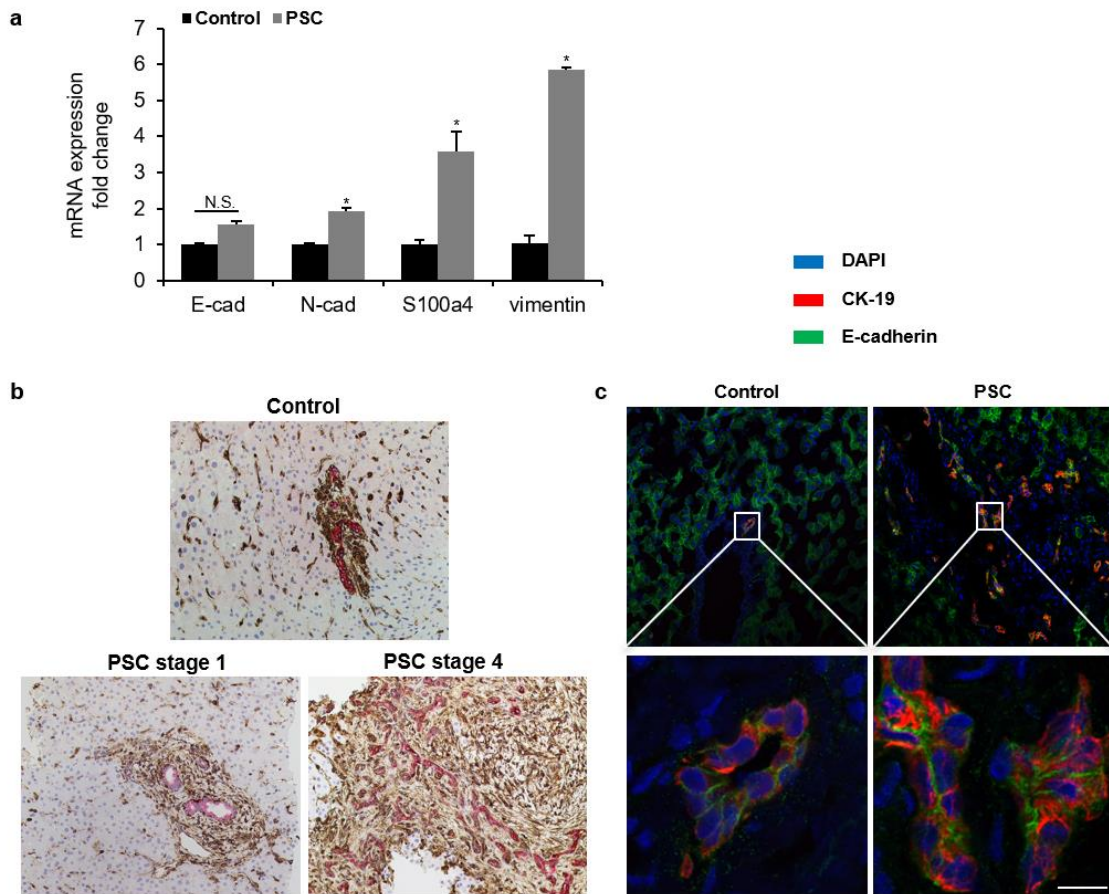 a
Control PSC
7
6
5
4
3
2
1
0
mRNA expression
fold change
N.S.
*
*
*
E-cad N-cad S100a4 vimentin
DAPI
CK-19
E-cadherin
b
Control
PSC stage 1 PSC stage 4
c
Control PSC